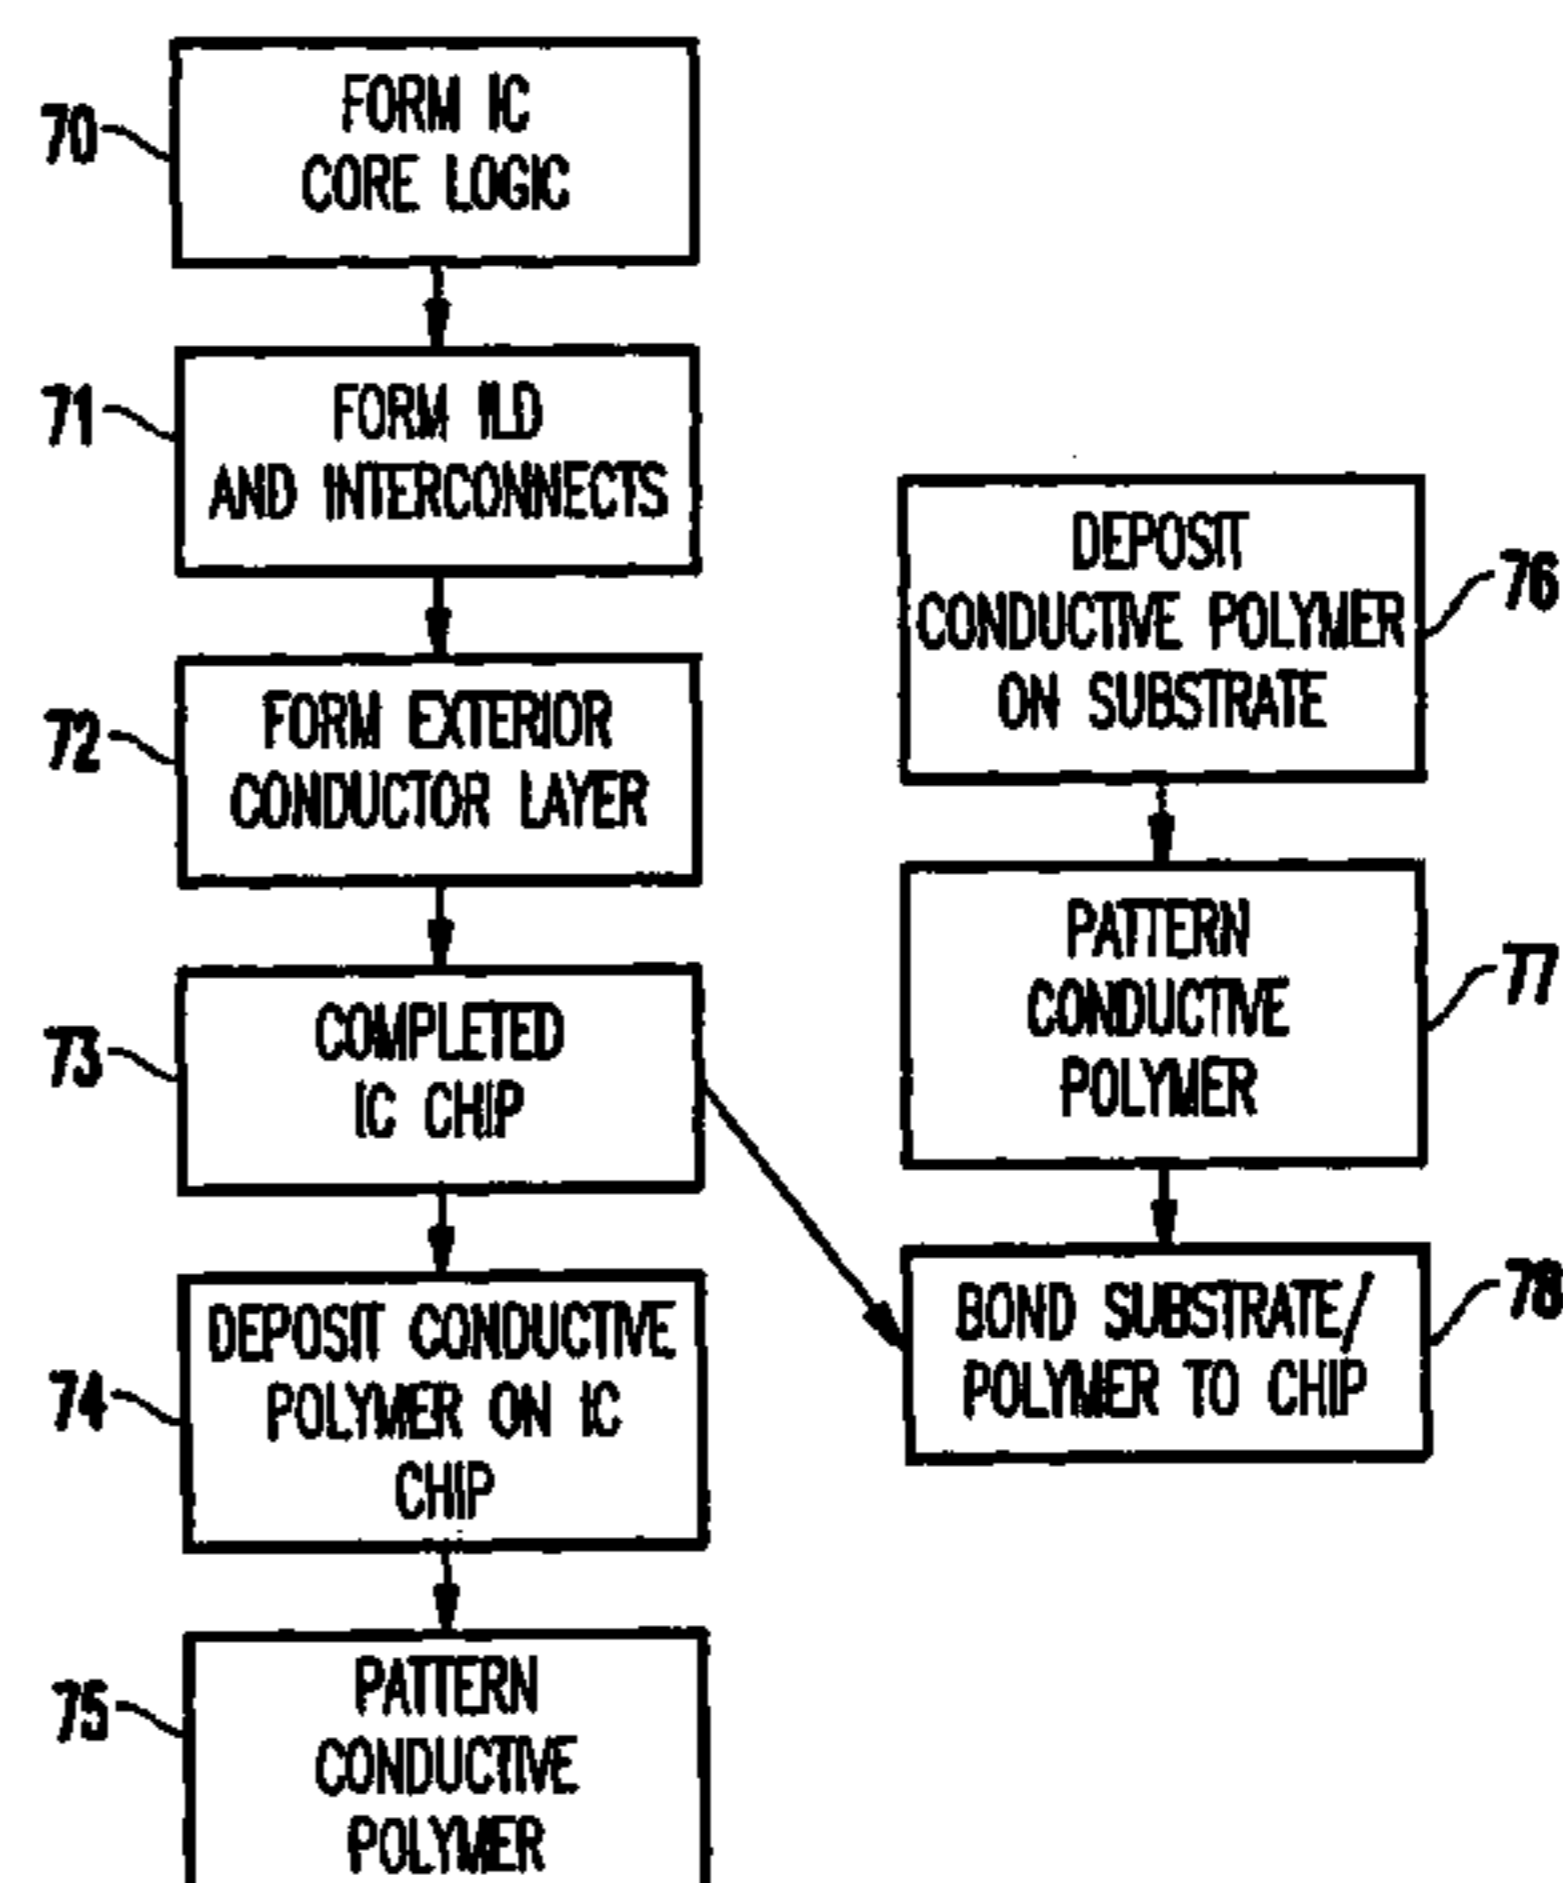 70
FORM IC
CORE LOGIC
71
FORM ILD
AND INTERCONNECTS
72
FORM EXTERIOR
CONDUCTOR LAYER
73
COMPLETED
IC CHIP
74
DEPOSIT CONDUCTIVE
POLYMER ON IC
CHIP
75
PATTERN
CONDUCTIVE
POLYMER
76
DEPOSIT
CONDUCTIVE POLYMER
ON SUBSTRATE
77
PATTERN
CONDUCTIVE
POLYMER
78
BOND SUBSTRATE/
POLYMER TO CHIP